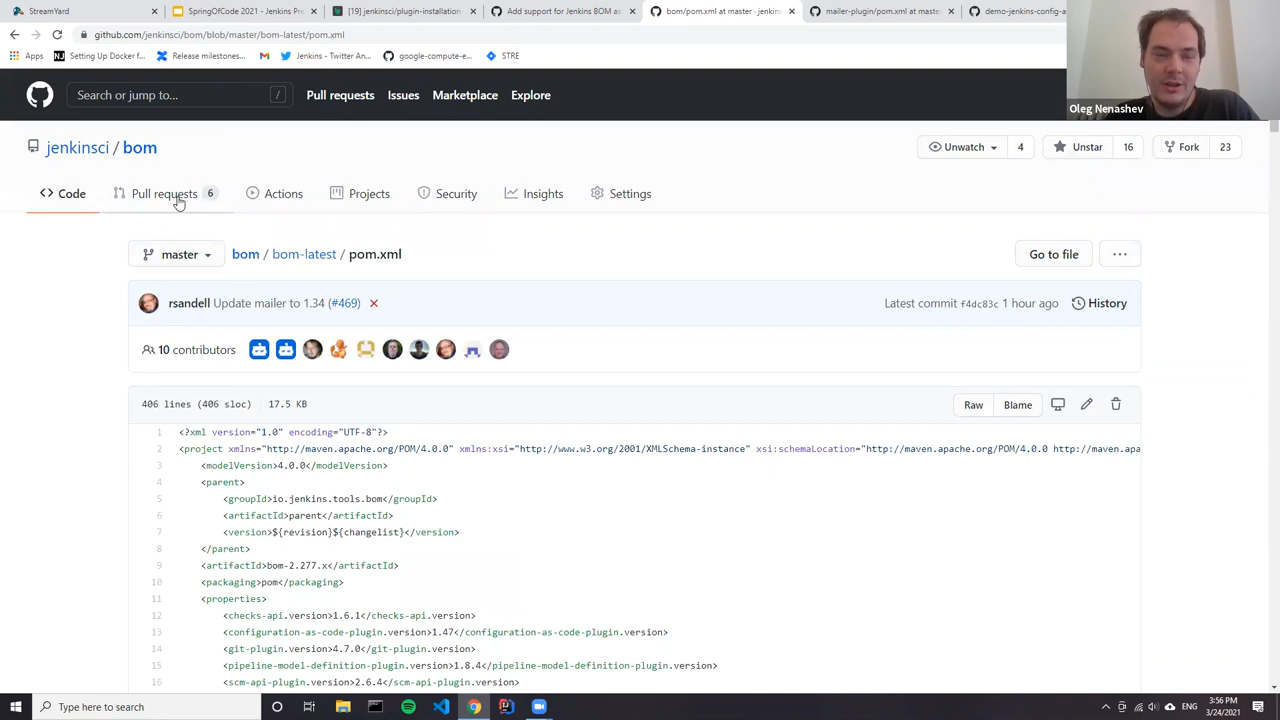 StreamYard
SpringOfCode 2021 - Jenkins Pre
[19] jenkinsci/plugin-installation-
Add support for Jenkins BOM as
bom/pom.xml at master · jenkins
mailer-plugin/pom.xml at master
demo-jenkins-config-a
github.com/jenkinsci/bom/blob/master/bom-latest/pom.xml
Apps
Setting Up Docker f...
Release milestones...
Jenkins - Twitter An...
google-compute-e...
STRE
Search or jump to...
/
Pull requests
Issues
Marketplace
Explore
Oleg Nenashev
jenkinsci / bom
Unwatch
4
Unstar
16
Fork
23
Code
Pull requests
6
Actions
Projects
Security
Insights
Settings
master
bom / bom-latest / pom.xml
Go to file
...
rsandell Update mailer to 1.34 (#469)
Latest commit f4dc83c 1 hour ago
History
10 contributors
406 lines (406 sloc)
17.5 KB
Raw
Blame
1 <?xml version="1.0" encoding="UTF-8"?>
2 <project xmlns="http://maven.apache.org/POM/4.0.0" xmlns:xsi="http://www.w3.org/2001/XMLSchema-instance" xsi:schemaLocation="http://maven.apache.org/POM/4.0.0 http://maven.apa
3 <modelVersion>4.0.0</modelVersion>
4 <parent>
5 <groupId>io.jenkins.tools.bom</groupId>
6 <artifactId>parent</artifactId>
7 <version>${revision}${changelist}</version>
8 </parent>
9 <artifactId>bom-2.277.x</artifactId>
10 <packaging>pom</packaging>
11 <properties>
12 <checks-api.version>1.6.1</checks-api.version>
13 <configuration-as-code-plugin.version>1.47</configuration-as-code-plugin.version>
14 <git-plugin.version>4.7.0</git-plugin.version>
15 <pipeline-model-definition-plugin.version>1.8.4</pipeline-model-definition-plugin.version>
16 <scm-api-plugin.version>2.6.4</scm-api-plugin.version>
Type here to search
ENG
3:56 PM
3/24/2021